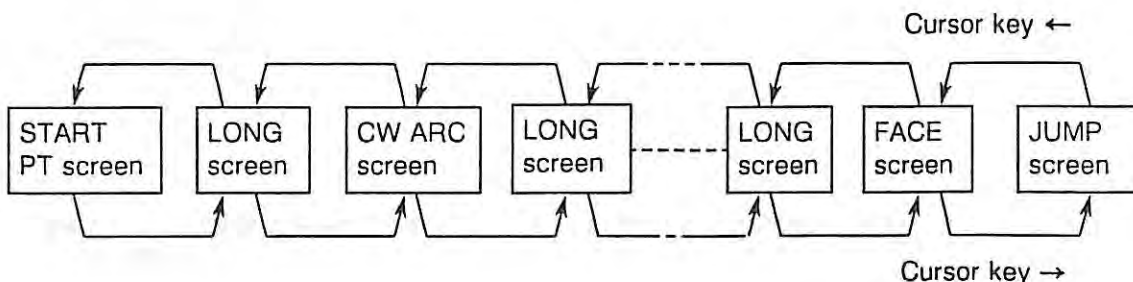 Cursor key ←
START
PT screen
LONG
screen
CW ARC
screen
LONG
screen
LONG
screen
FACE
screen
JUMP
screen
Cursor key →